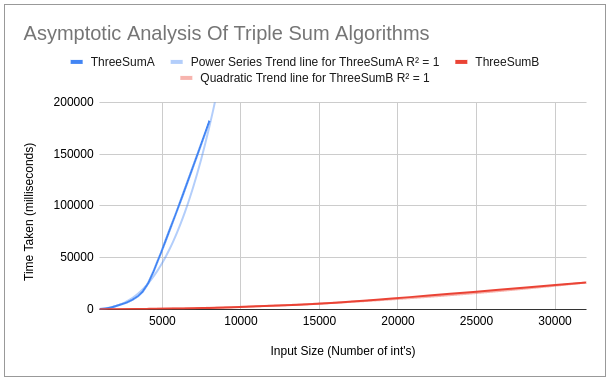 Asymptotic Analysis Of Triple Sum Algorithms
ThreeSumA Power Series Trend line for ThreeSumA R² = 1 ThreeSumB
Quadratic Trend line for ThreeSumB R² = 1
200000
150000
100000
50000
0
Time Taken (milliseconds)
5000 10000 15000 20000 25000 30000
Input Size (Number of int's)